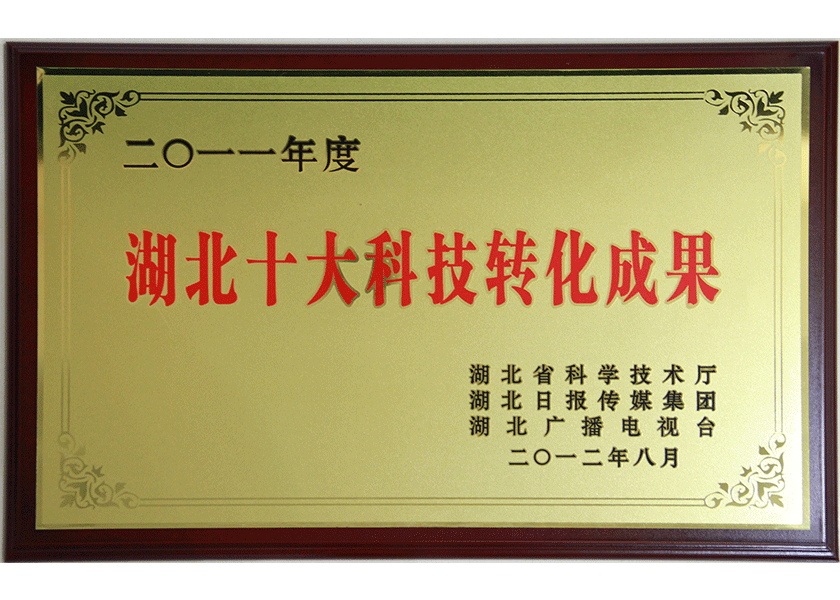 二〇一一年度
湖北十大科技转化成果
湖北省科学技术厅
湖北日报传媒集团
湖北广播电视台
二〇一二年八月